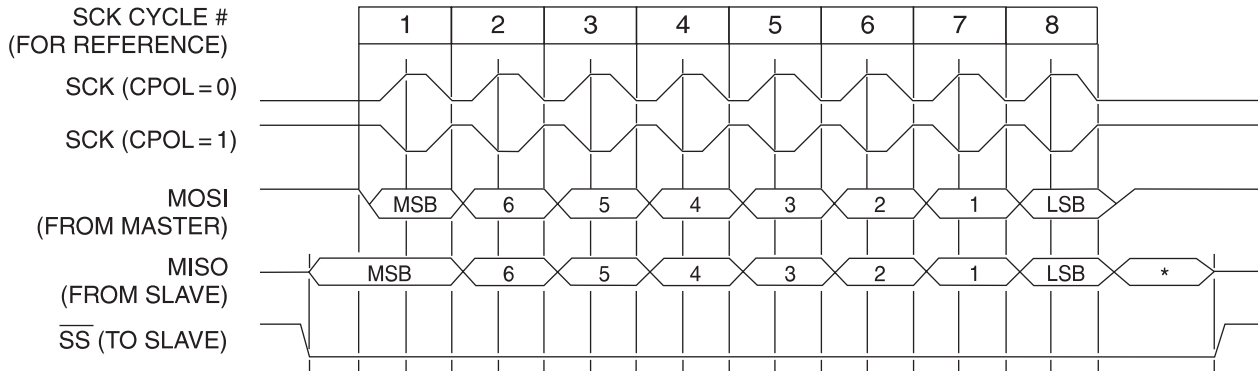 SCK CYCLE #
(FOR REFERENCE)
1 2 3 4 5 6 7 8
SCK (CPOL = 0)
SCK (CPOL = 1)
MOSI
(FROM MASTER)
MSB 6 5 4 3 2 1 LSB
MISO
(FROM SLAVE)
MSB 6 5 4 3 2 1 LSB *
S̅S̅ (TO SLAVE)